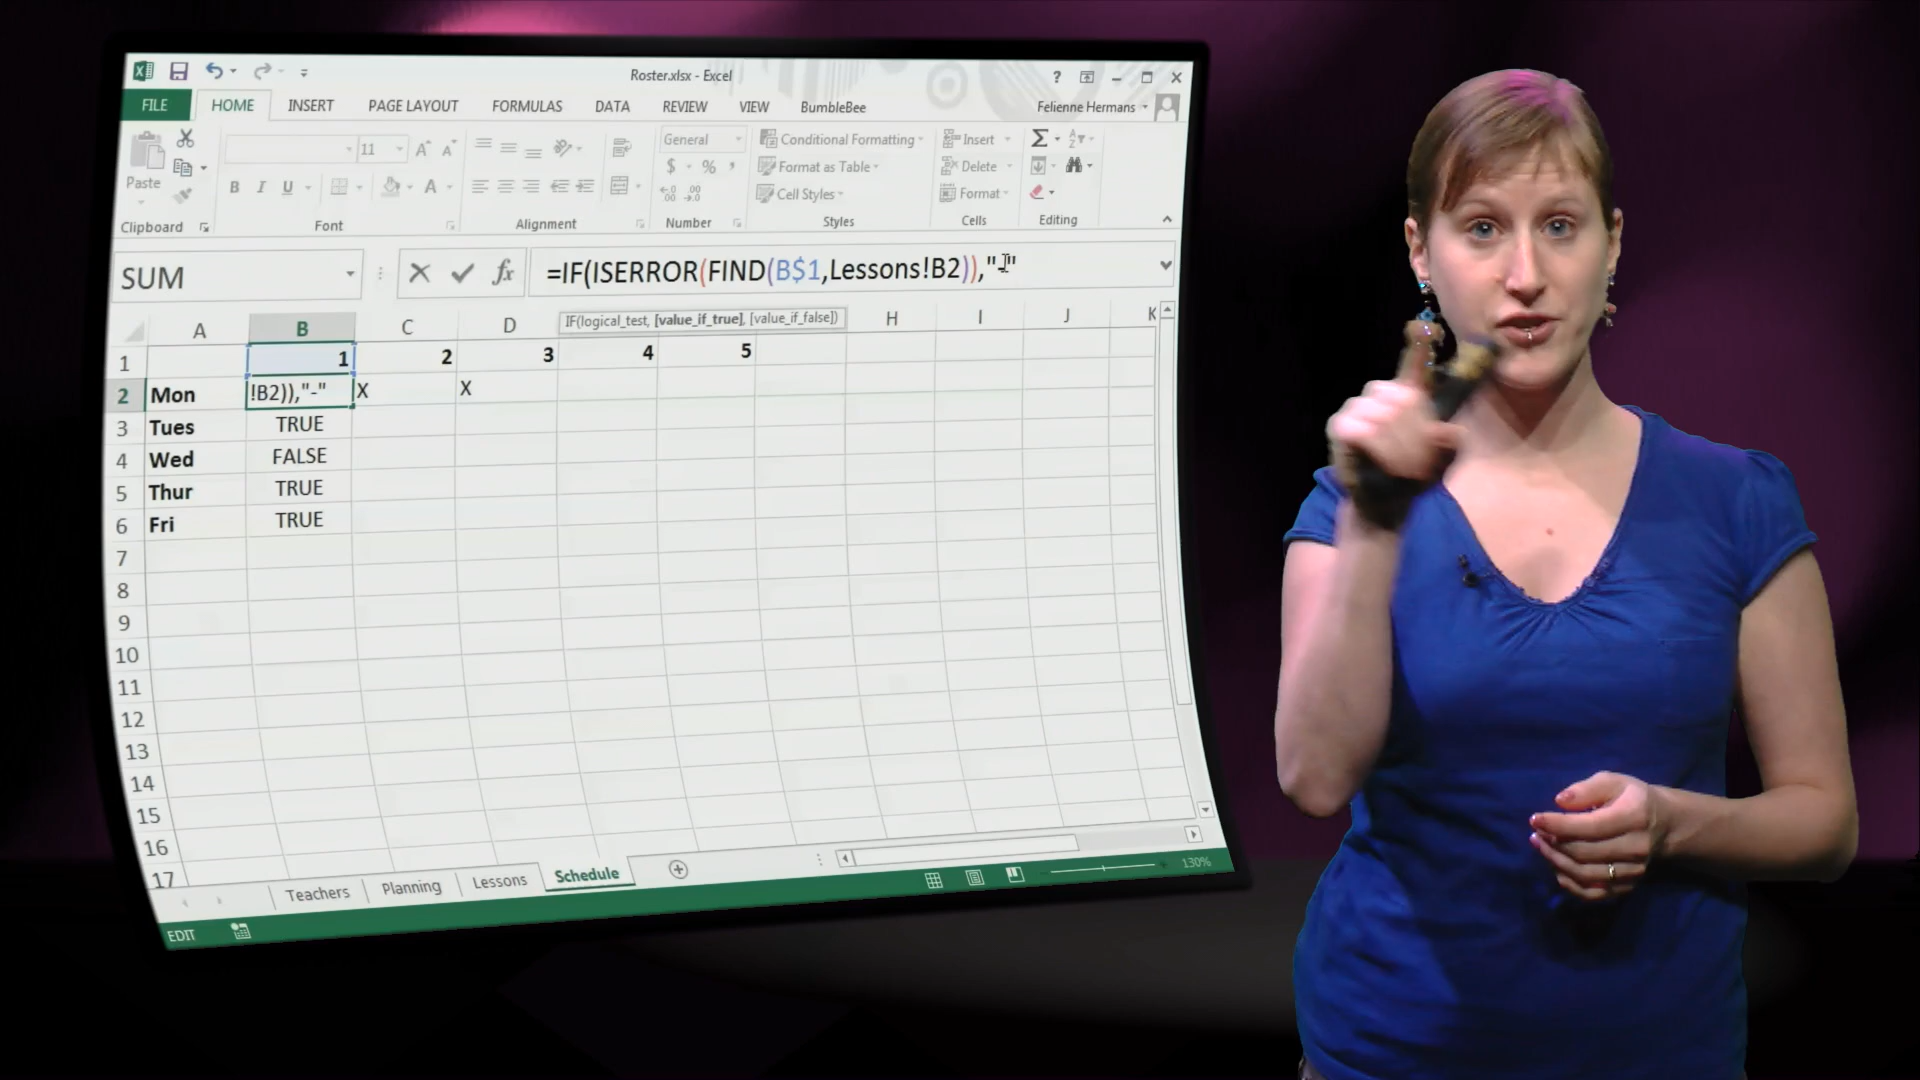 Roster.xlsx - Excel
?
FILE HOME INSERT PAGE LAYOUT FORMULAS DATA REVIEW VIEW BumbleBee Felienne Hermans
11 A A General Conditional Formatting Insert Σ
Paste $ % , Format as Table Delete
B I U A Cell Styles Format
Clipboard Font Alignment Number Styles Cells Editing
SUM fx =IF(ISERROR(FIND(B$1,Lessons!B2)),"-"
IF(logical_test, [value_if_true], [value_if_false])
A B C D H I J K
1 1 2 3 4 5
2 Mon !B2)),"-" X X
3 Tues TRUE
4 Wed FALSE
5 Thur TRUE
6 Fri TRUE
7
8
9
10
11
12
13
14
15
16
17
Teachers Planning Lessons Schedule
EDIT 130%